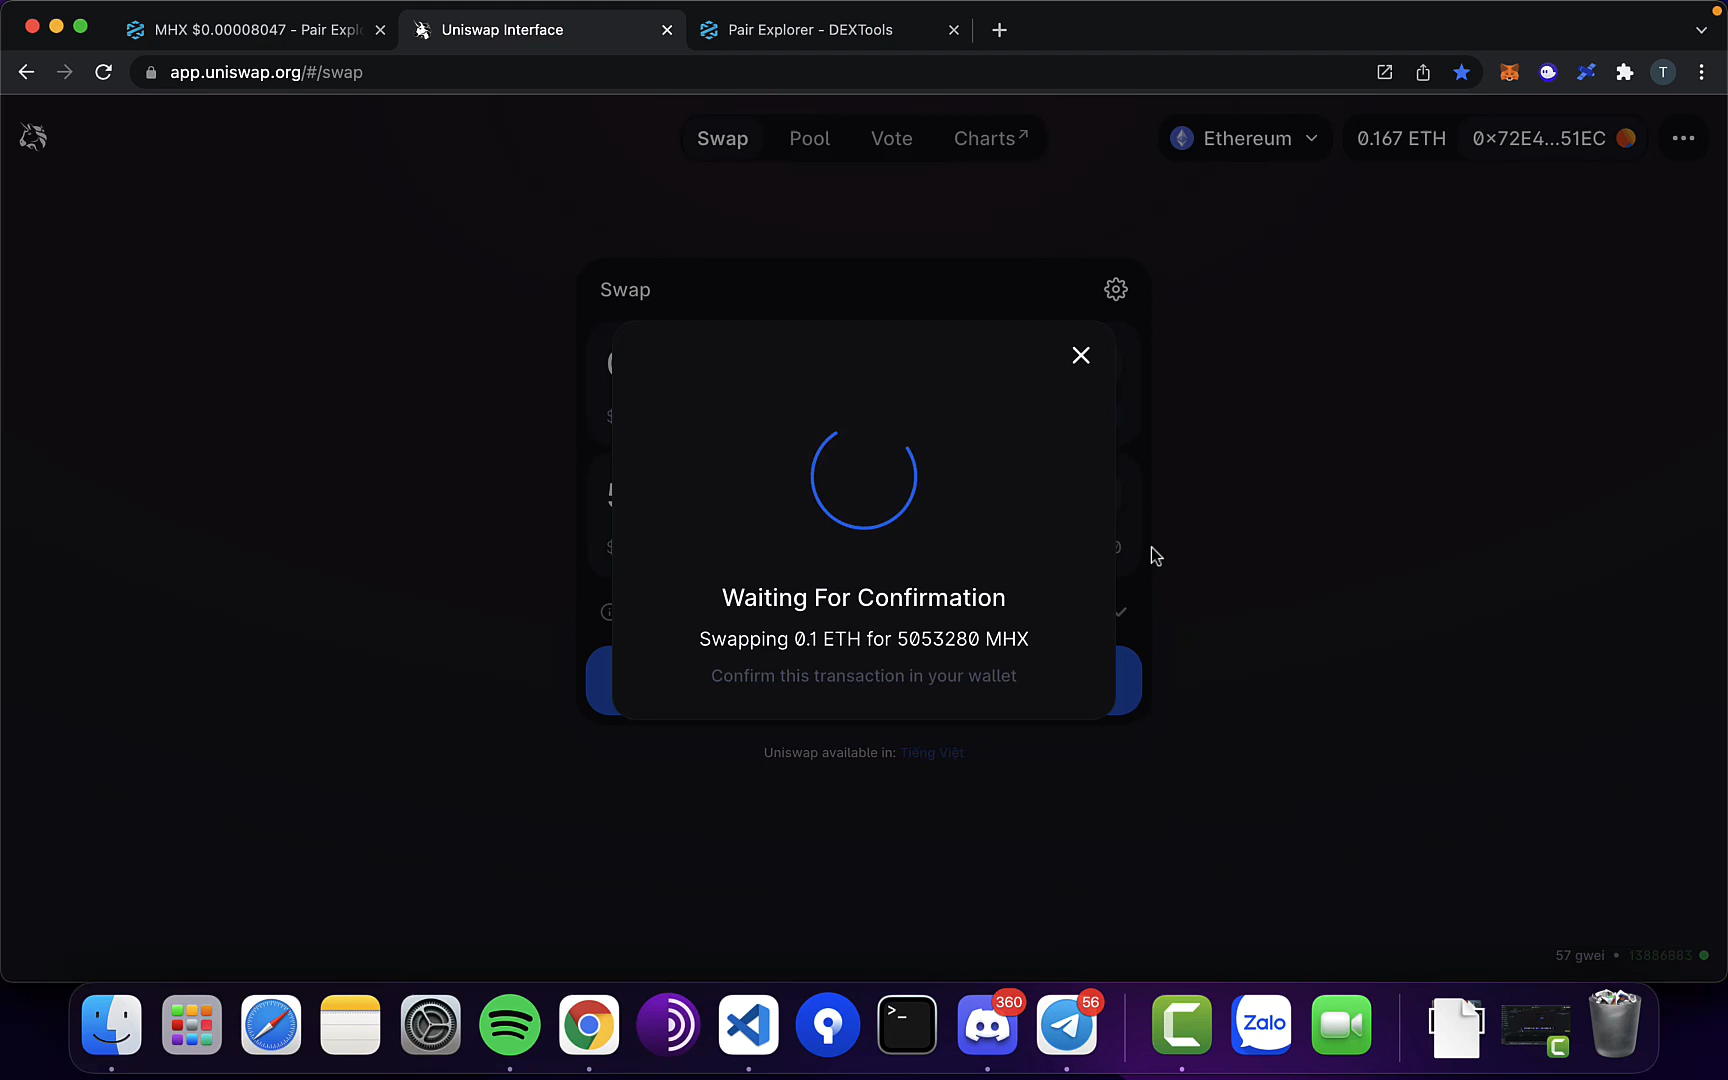 MHX $0.00008047 - Pair Expl
Uniswap Interface
Pair Explorer - DEXTools
app.uniswap.org/#/swap
T
Swap
Pool
Vote
Charts↗
Ethereum
0.167 ETH
0x72E4...51EC
Swap
Waiting For Confirmation
Swapping 0.1 ETH for 5053280 MHX
Confirm this transaction in your wallet
Uniswap available in: Tiếng Việt
57 gwei • 13886883
360
56
>_
Zalo